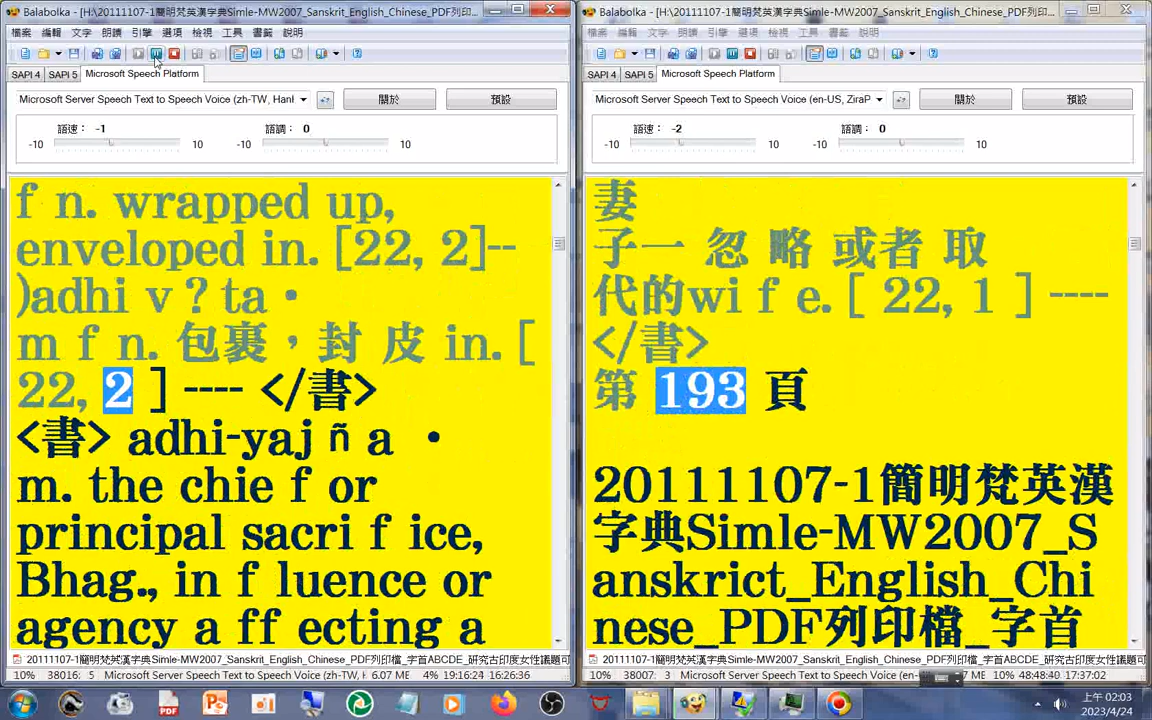 Balabolka - [H:\20111107-1簡明梵英漢字典Simle-MW2007_Sanskrit_English_Chinese_PDF列印...
檔案 編輯 文字 朗讀 引擎 選項 檢視 工具 書籤 說明
SAPI 4 SAPI 5 Microsoft Speech Platform
Microsoft Server Speech Text to Speech Voice (zh-TW, Hanl
關於 預設
語速： -1 語調： 0
-10 10 -10 10
f n. wrapped up,
enveloped in. [22, 2]--
)adhi v ? ta •
m f n. 包裹，封 皮 in. [
22, 2 ] ---- </書>
<書> adhi-yaj ñ a •
m. the chie f or
principal sacri f ice,
Bhag., in f luence or
agency a ff ecting a
20111107-1簡明梵英漢字典Simle-MW2007_Sanskrit_English_Chinese_PDF列印檔_字首ABCDE_研究古印度女性議題可
10% 38016: 5 Microsoft Server Speech Text to Speech Voice (zh-TW, H 6.07 MB 4% 19:16:24 16:26:36
Balabolka - [H:\20111107-1簡明梵英漢字典Simle-MW2007_Sanskrit_English_Chinese_PDF印...
檔案 編輯 文字 朗讀 引擎 選項 檢視 工具 書籤 說明
SAPI 4 SAPI 5 Microsoft Speech Platform
Microsoft Server Speech Text to Speech Voice (en-US, ZiraP
關於 預設
語速： -2 語調： 0
-10 10 -10 10
妻
子一 忽 略 或者 取
代的wi f e. [ 22, 1 ] ----
</書>
第 193 頁
20111107-1簡明梵英漢
字典Simle-MW2007_S
anskrict_English_Chi
nese_PDF列印檔_字首
20111107-1簡明梵英漢字典Simle-MW2007_Sanskrit_English_Chinese_PDF列印檔_字首ABCDE_研究古印度女性議題可
10% 38007: 3 Microsoft Server Speech Text to Speech Voice (en- 10% 48:48:40 17:37:02
PDF
上午 02:03
2023/4/24